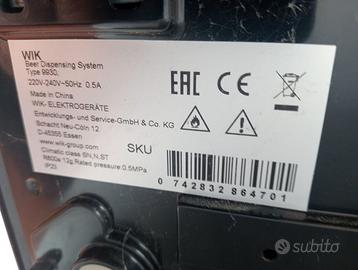 WIK
Beer Dispensing System
Type 9930,
220V-240V~50Hz 0.5A
Made in China
WIK- ELEKTROGERÄTE
Entwicklungs- und Service-GmbH & Co. KG
Schacht Neu-Cöln 12
D-45355 Essen
www.wik-group.com
Climatic class SN,N,ST
R600a 12g,Rated pressure:0.5MPa
IP20
EAC CE
SKU
0 742832 864701
subito